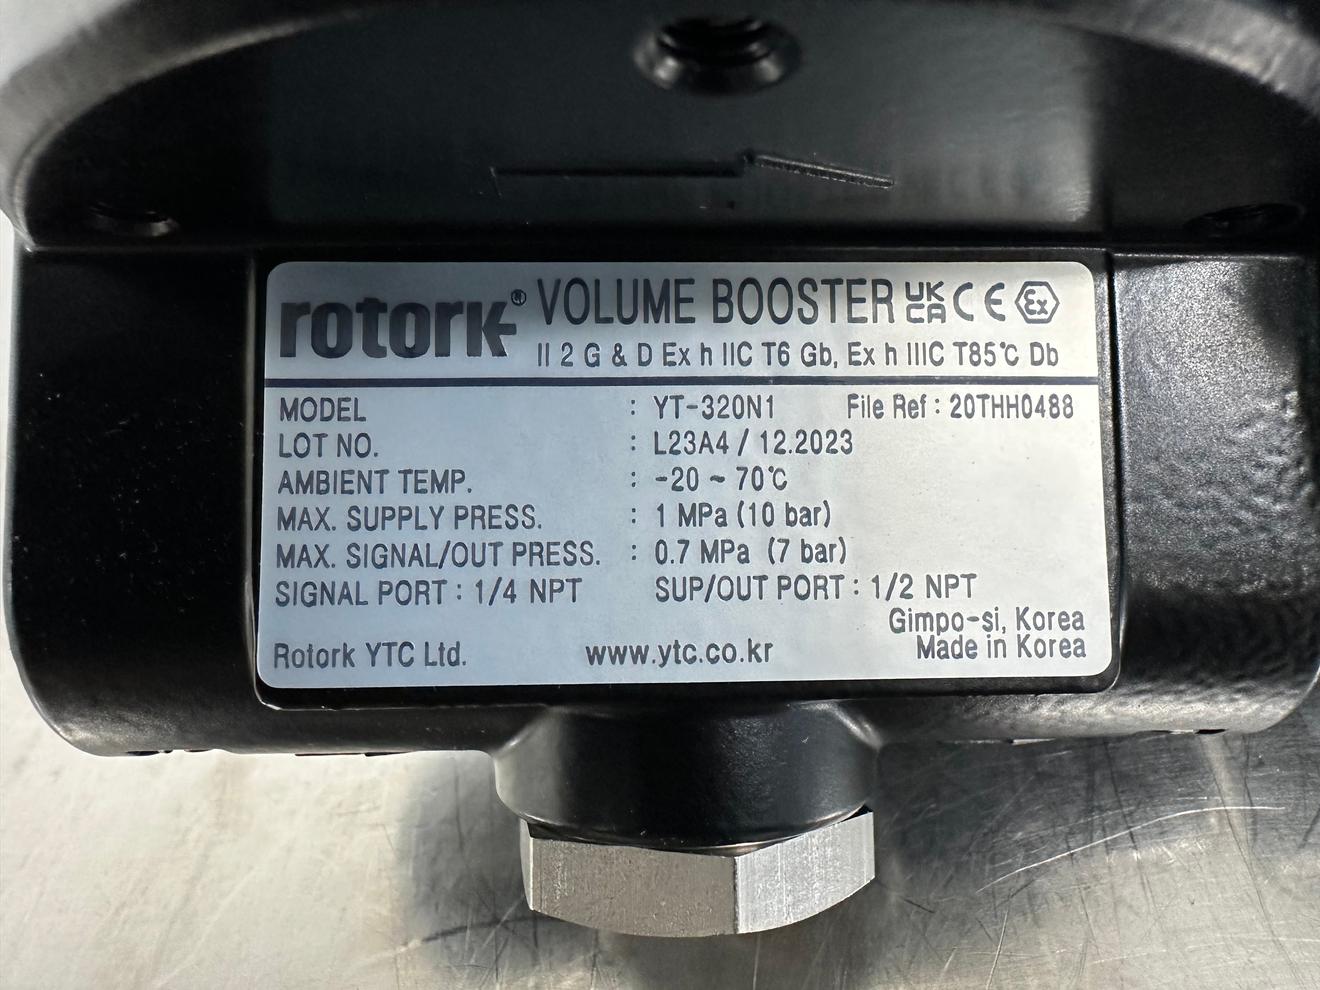 rotork® VOLUME BOOSTER UKCA CE Ex
II 2 G & D Ex h IIC T6 Gb, Ex h IIIC T85℃ Db
MODEL : YT-320N1 File Ref : 20THH0488
LOT NO. : L23A4 / 12.2023
AMBIENT TEMP. : -20 ~ 70℃
MAX. SUPPLY PRESS. : 1 MPa (10 bar)
MAX. SIGNAL/OUT PRESS. : 0.7 MPa (7 bar)
SIGNAL PORT : 1/4 NPT SUP/OUT PORT : 1/2 NPT
Gimpo-si, Korea
Rotork YTC Ltd. www.ytc.co.kr Made in Korea